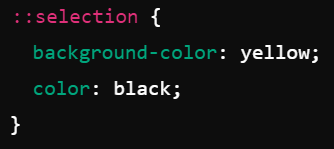 ::selection {
  background-color: yellow;
  color: black;
}